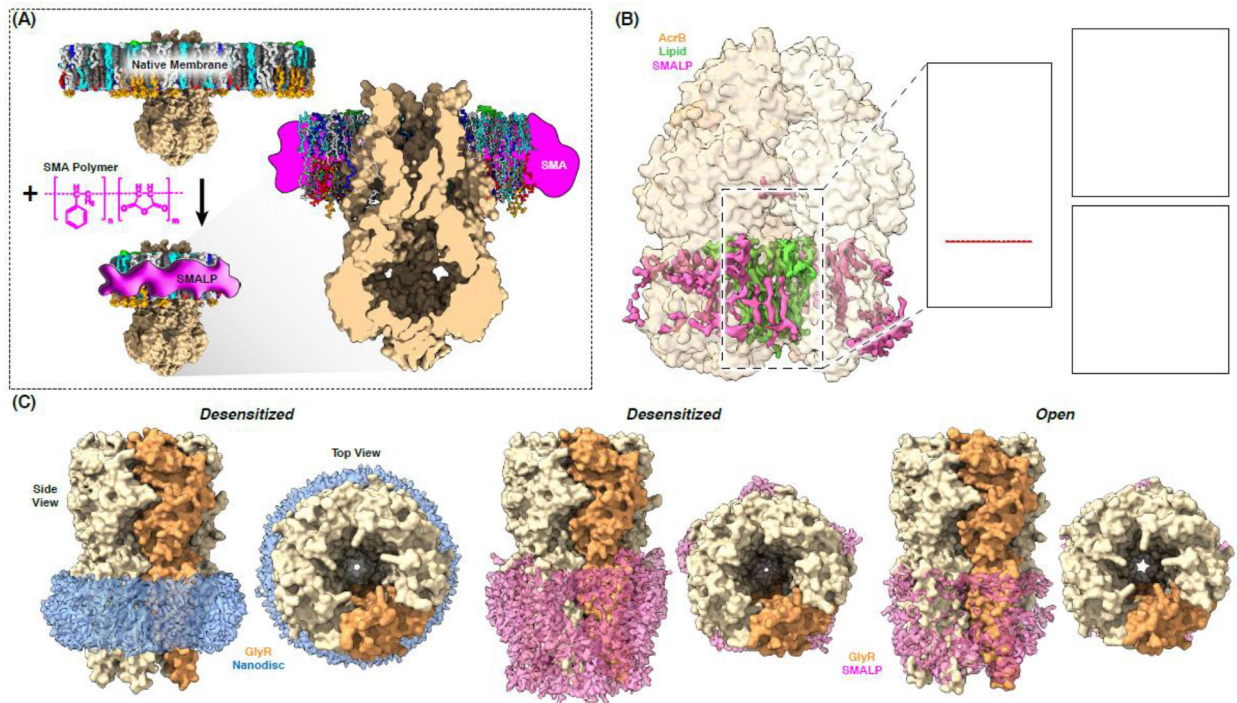 (A)
Native Membrane
SMA Polymer
+
H H
C C
H₂
n
H H
C C
O O O
m
SMALP
SMA
(B)
AcrB
Lipid
SMALP
(C)
Desensitized
Desensitized
Open
Top View
Side
View
GlyR
Nanodisc
GlyR
SMALP